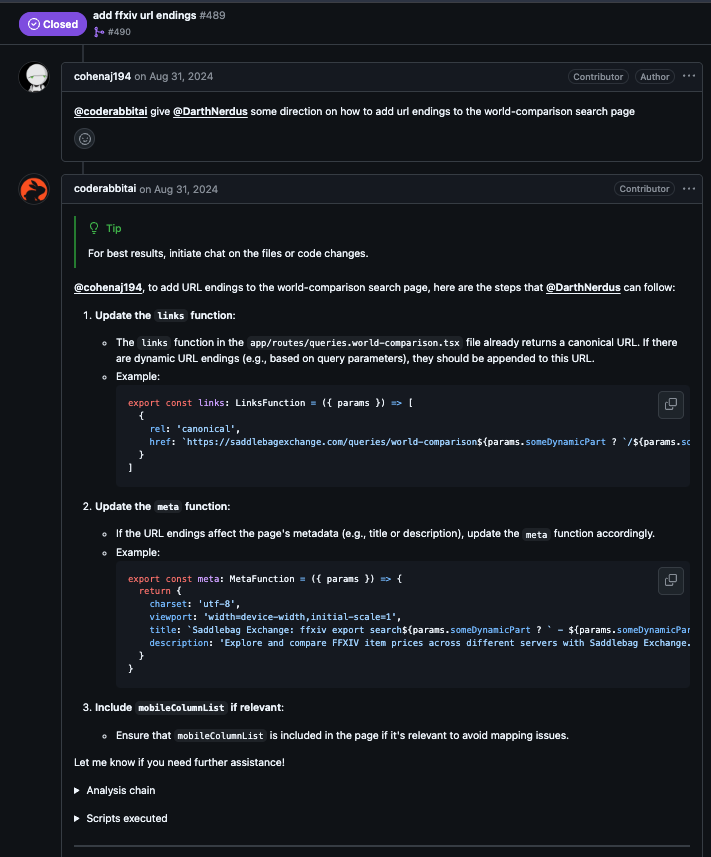 Closed
add ffxiv url endings #489
#490
cohenaj194 on Aug 31, 2024
Contributor
Author
@coderabbitai give @DarthNerdus some direction on how to add url endings to the world-comparison search page
coderabbitai on Aug 31, 2024
Contributor
Tip
For best results, initiate chat on the files or code changes.
@cohenaj194, to add URL endings to the world-comparison search page, here are the steps that @DarthNerdus can follow:
1. Update the links function:
The links function in the app/routes/queries.world-comparison.tsx file already returns a canonical URL. If there
are dynamic URL endings (e.g., based on query parameters), they should be appended to this URL.
Example:
export const links: LinksFunction = ({ params }) => [
{
rel: 'canonical',
href: `https://saddlebagexchange.com/queries/world-comparison${params.someDynamicPart ? `/${params.so
}
]
2. Update the meta function:
If the URL endings affect the page's metadata (e.g., title or description), update the meta function accordingly.
Example:
export const meta: MetaFunction = ({ params }) => {
return {
charset: 'utf-8',
viewport: 'width=device-width,initial-scale=1',
title: `Saddlebag Exchange: ffxiv export search${params.someDynamicPart ? ` - ${params.someDynamicPar
description: 'Explore and compare FFXIV item prices across different servers with Saddlebag Exchange.
}
}
3. Include mobileColumnList if relevant:
Ensure that mobileColumnList is included in the page if it's relevant to avoid mapping issues.
Let me know if you need further assistance!
Analysis chain
Scripts executed